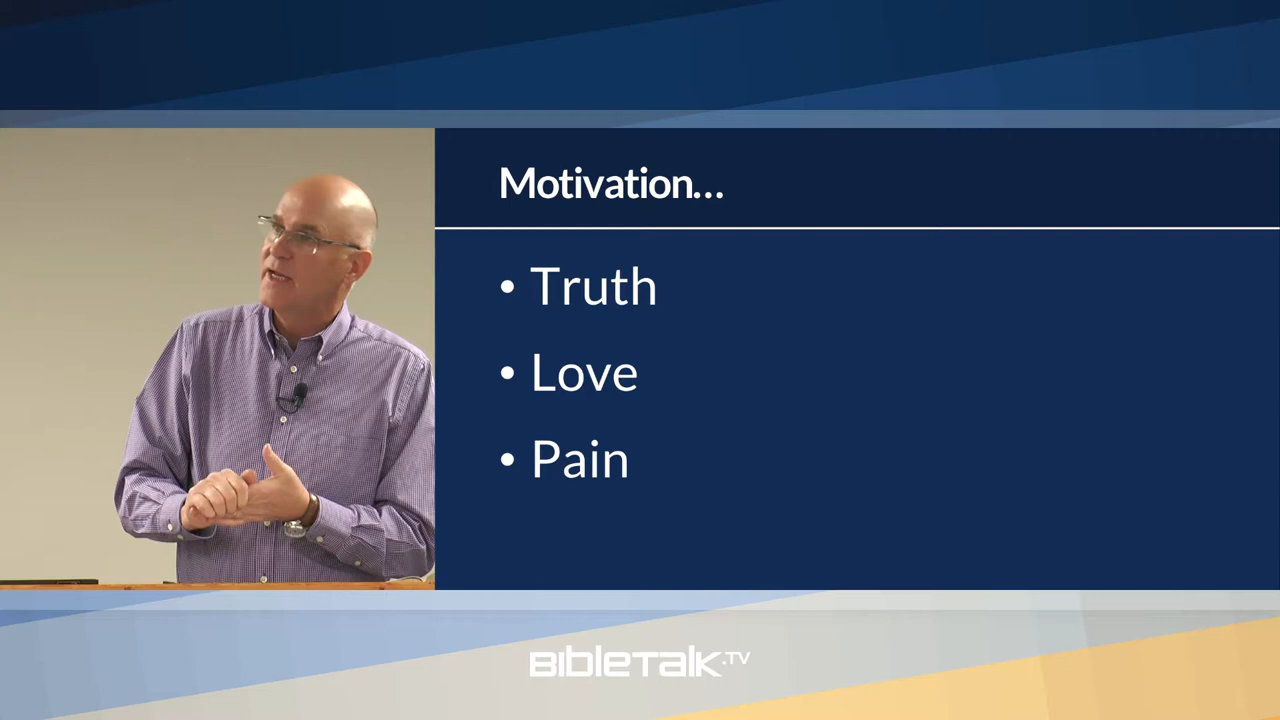 Motivation...
• Truth
• Love
• Pain
BIBLETALK.TV